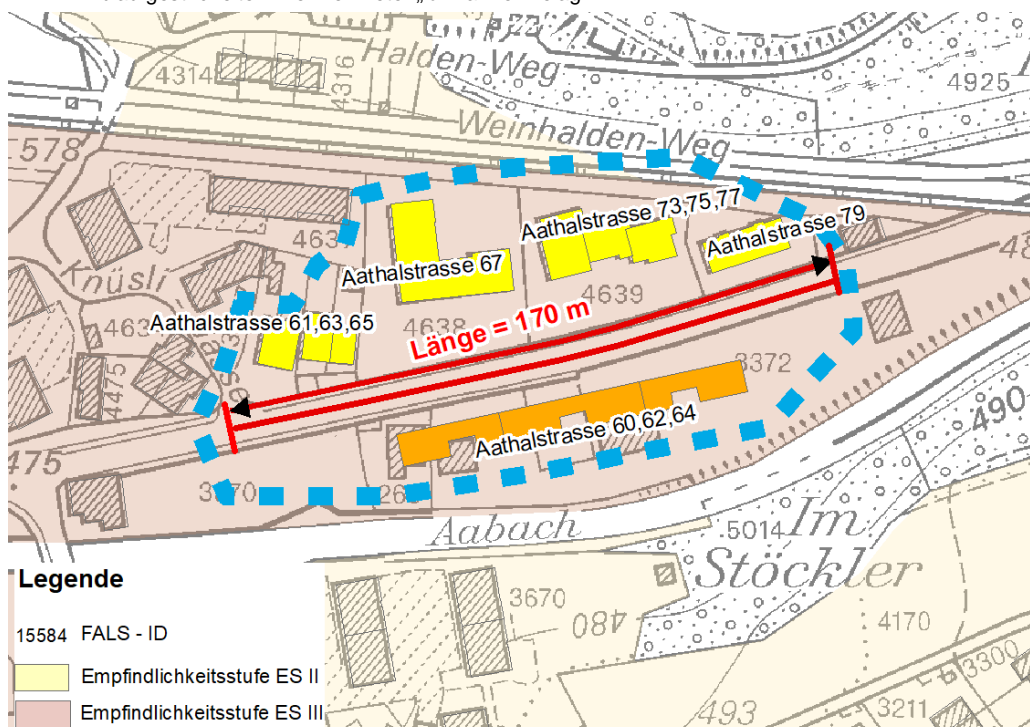 Halden-Weg
4314
4316
4925
Weinhalden-Weg
578
Aathalstrasse 73,75,77
Aathalstrasse 79
463
Aathalstrasse 67
Knüsli
4639
463
Aathalstrasse 61,63,65
4638
Länge = 170 m
4475
3372
Aathalstrasse 60,62,64
475
490
Aabach
5014
Im
Stöckler
Legende
3670
480
4170
15584 FALS - ID
3300
Empfindlichkeitsstufe ES II
Empfindlichkeitsstufe ES III
493
3211